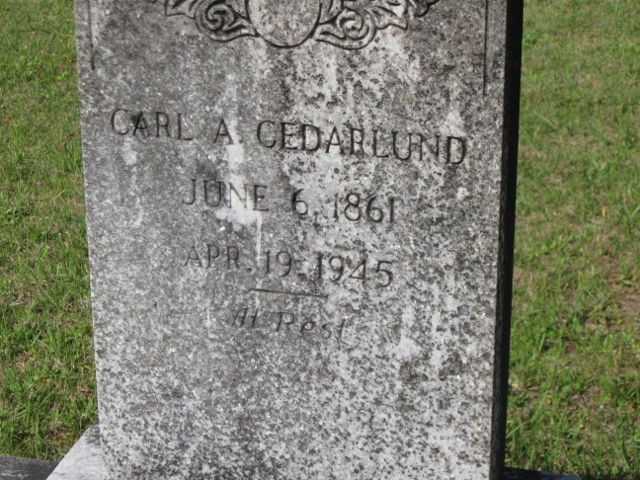 CARL A. CEDARLUND
JUNE 6, 1861
APR. 19, 1945
At Rest